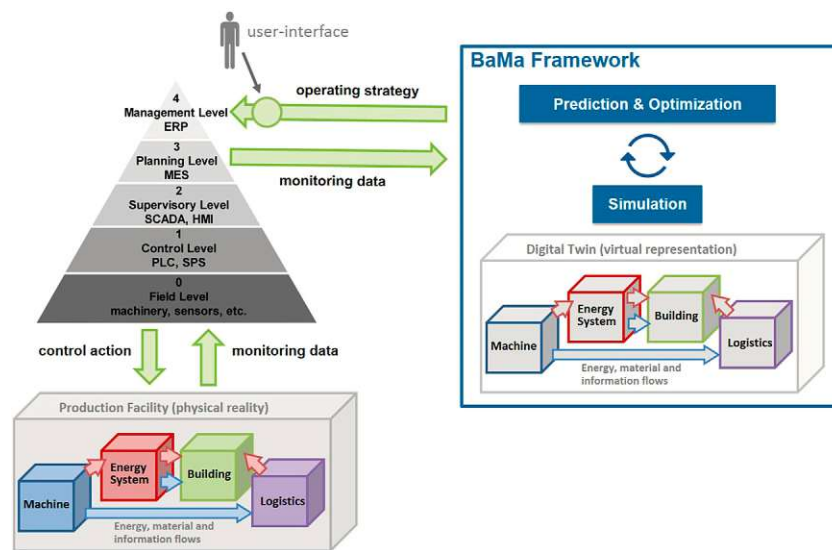 user-interface
operating strategy
4
Management Level
ERP
3
Planning Level
MES
monitoring data
2
Supervisory Level
SCADA, HMI
1
Control Level
PLC, SPS
0
Field Level
machinery, sensors, etc.
control action
monitoring data
Production Facility (physical reality)
Machine
Energy
System
Building
Logistics
Energy, material and
information flows
BaMa Framework
Prediction & Optimization
Simulation
Digital Twin (virtual representation)
Machine
Energy
System
Building
Logistics
Energy, material and
information flows